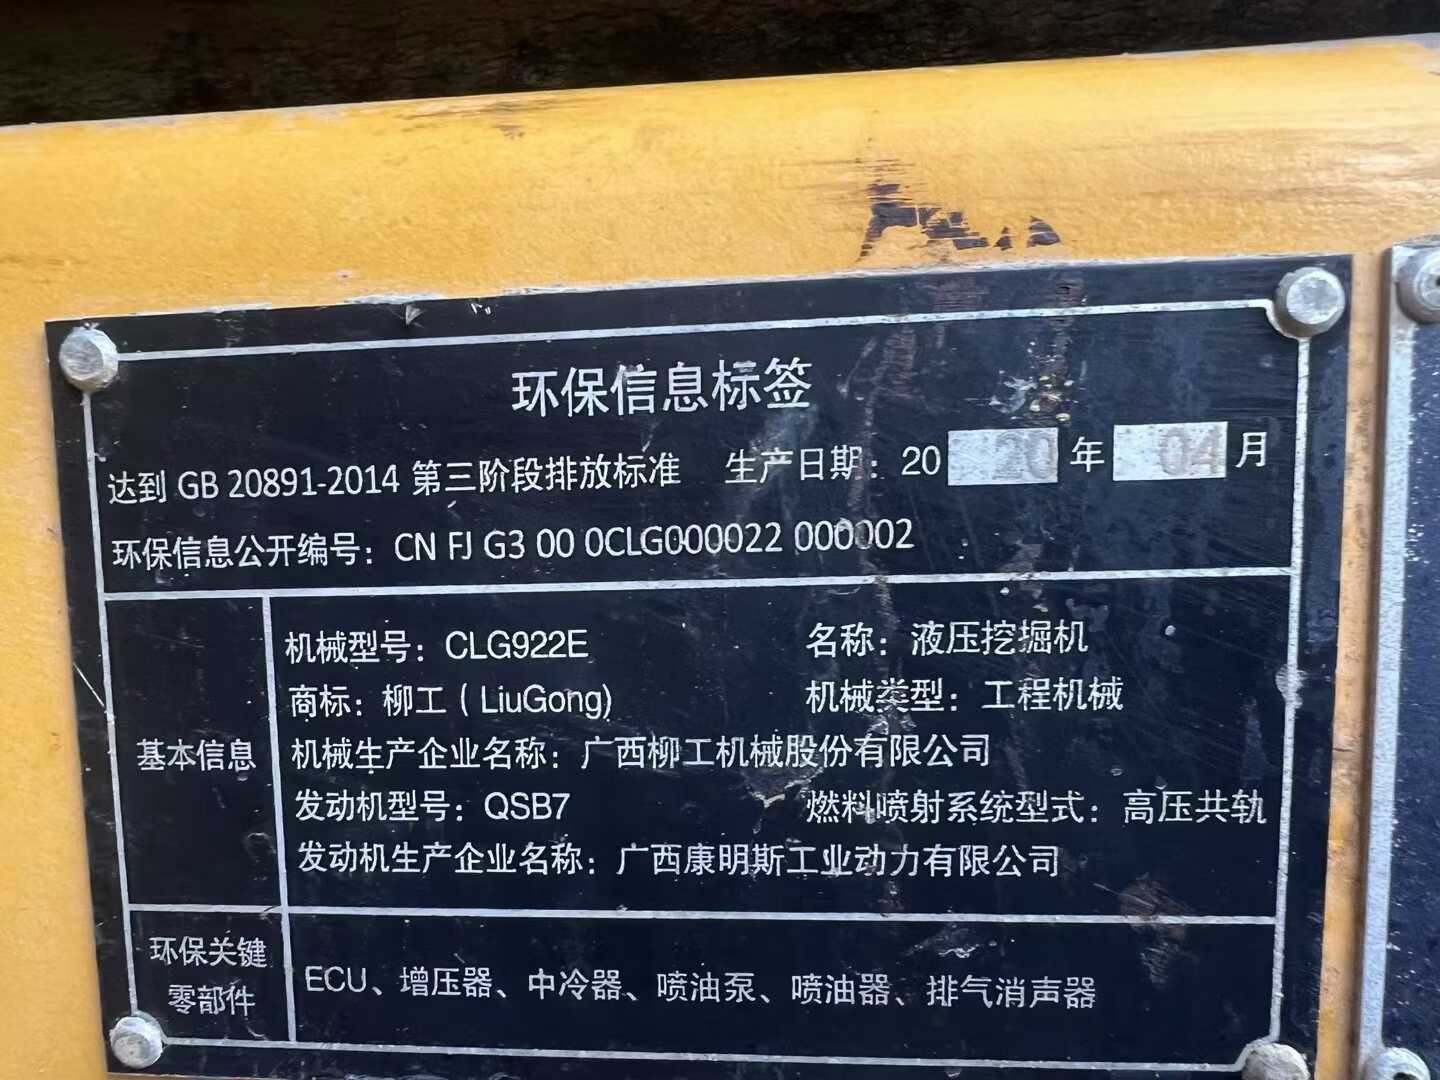 环保信息标签
达到 GB 20891-2014 第三阶段排放标准 生产日期：20 20 年 04 月
环保信息公开编号：CN FJ G3 00 0CLG000022 000002
基本信息
机械型号：CLG922E 名称：液压挖掘机
商标：柳工（LiuGong) 机械类型：工程机械
机械生产企业名称：广西柳工机械股份有限公司
发动机型号：QSB7 燃料喷射系统型式：高压共轨
发动机生产企业名称：广西康明斯工业动力有限公司
环保关键
零部件
ECU、增压器、中冷器、喷油泵、喷油器、排气消声器